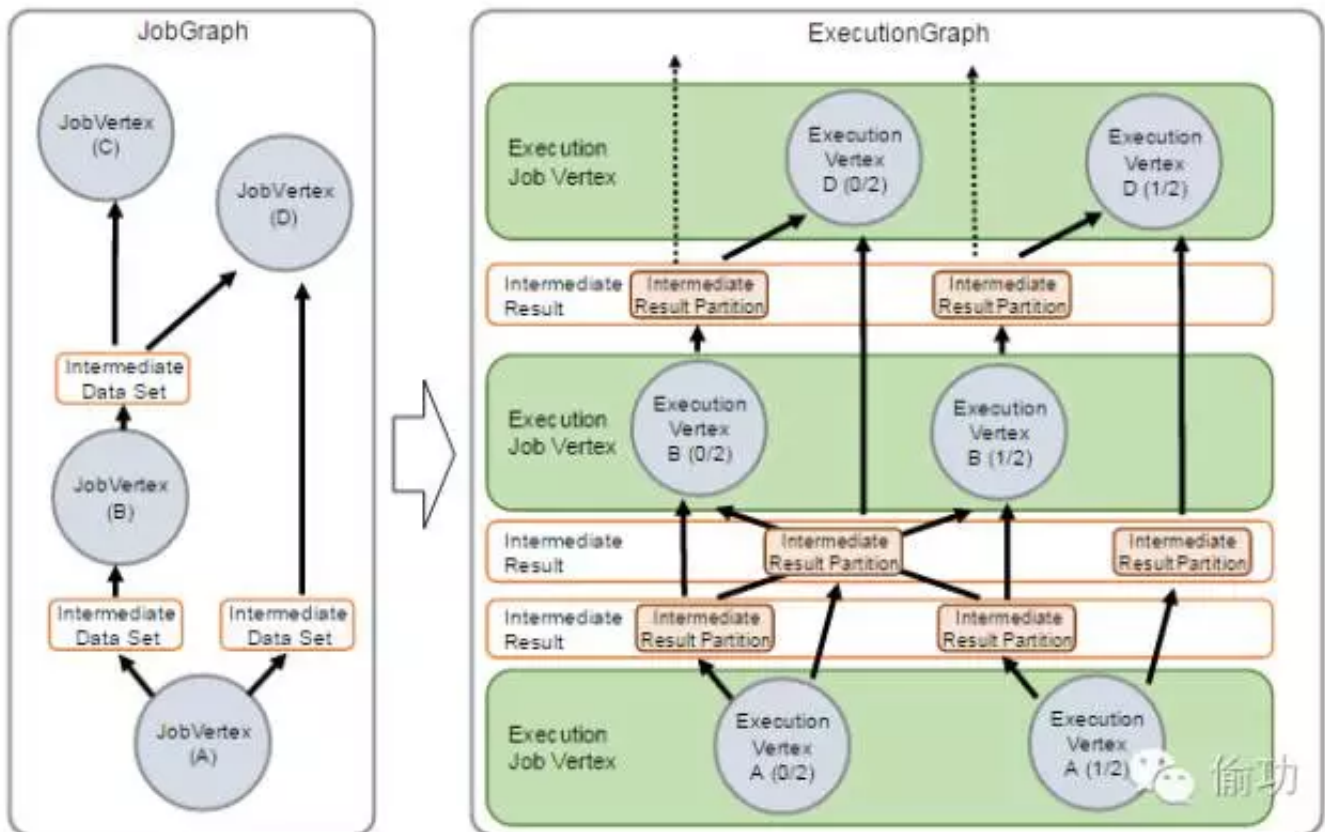 JobGraph
JobVertex
(C)
JobVertex
(D)
Intermediate
Data Set
JobVertex
(B)
Intermediate
Data Set
Intermediate
Data Set
JobVertex
(A)
ExecutionGraph
Execution
Job Vertex
Execution
Vertex
D (0/2)
Execution
Vertex
D (1/2)
Intermediate
Result
Intermediate
Result Partition
Intermediate
Result Partition
Execution
Job Vertex
Execution
Vertex
B (0/2)
Execution
Vertex
B (1/2)
Intermediate
Result
Intermediate
Result Partition
Intermediate
Result Partition
Intermediate
Result
Intermediate
Result Partition
Intermediate
Result Partition
Execution
Job Vertex
Execution
Vertex
A (0/2)
Execution
Vertex
A (1/2)
偷功